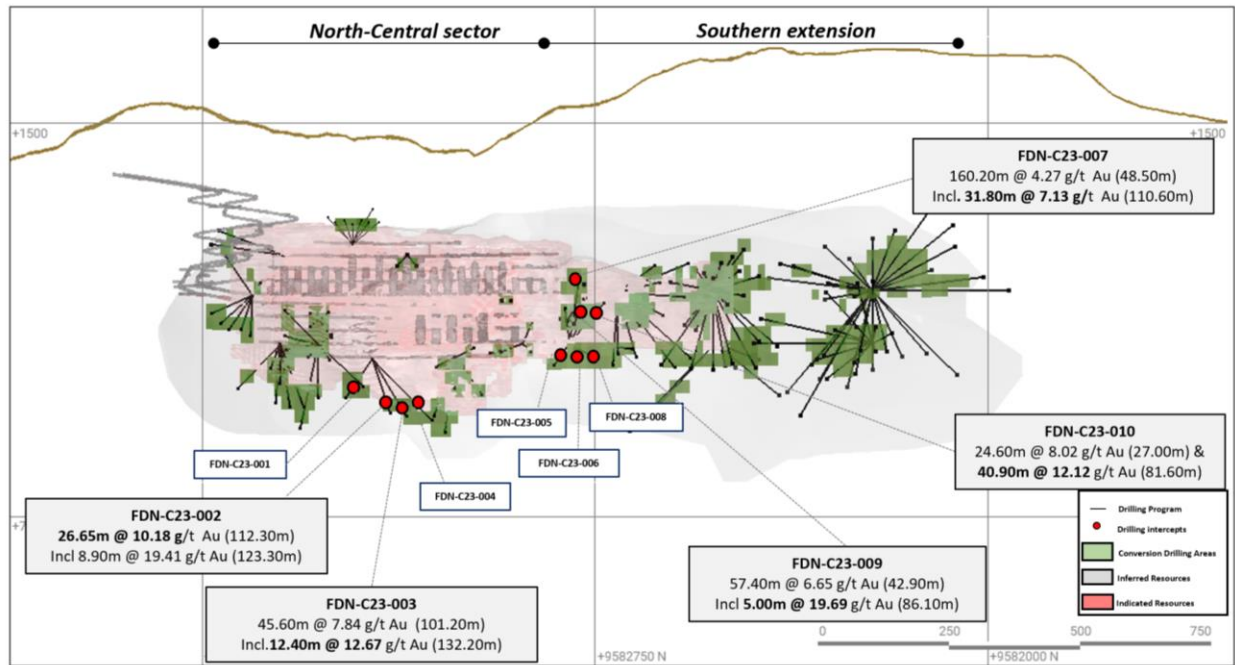 North-Central sector
Southern extension
+1500
+1500
FDN-C23-007
160.20m @ 4.27 g/t Au (48.50m)
Incl. 31.80m @ 7.13 g/t Au (110.60m)
FDN-C23-005
FDN-C23-008
FDN-C23-006
FDN-C23-001
FDN-C23-004
FDN-C23-010
24.60m @ 8.02 g/t Au (27.00m) &
40.90m @ 12.12 g/t Au (81.60m)
FDN-C23-002
26.65m @ 10.18 g/t Au (112.30m)
Incl 8.90m @ 19.41 g/t Au (123.30m)
FDN-C23-003
45.60m @ 7.84 g/t Au (101.20m)
Incl.12.40m @ 12.67 g/t Au (132.20m)
FDN-C23-009
57.40m @ 6.65 g/t Au (42.90m)
Incl 5.00m @ 19.69 g/t Au (86.10m)
Drilling Program
Drilling intercepts
Conversion Drilling Areas
Inferred Resources
Indicated Resources
0 250 500 750
+9582750 N
+9582000 N